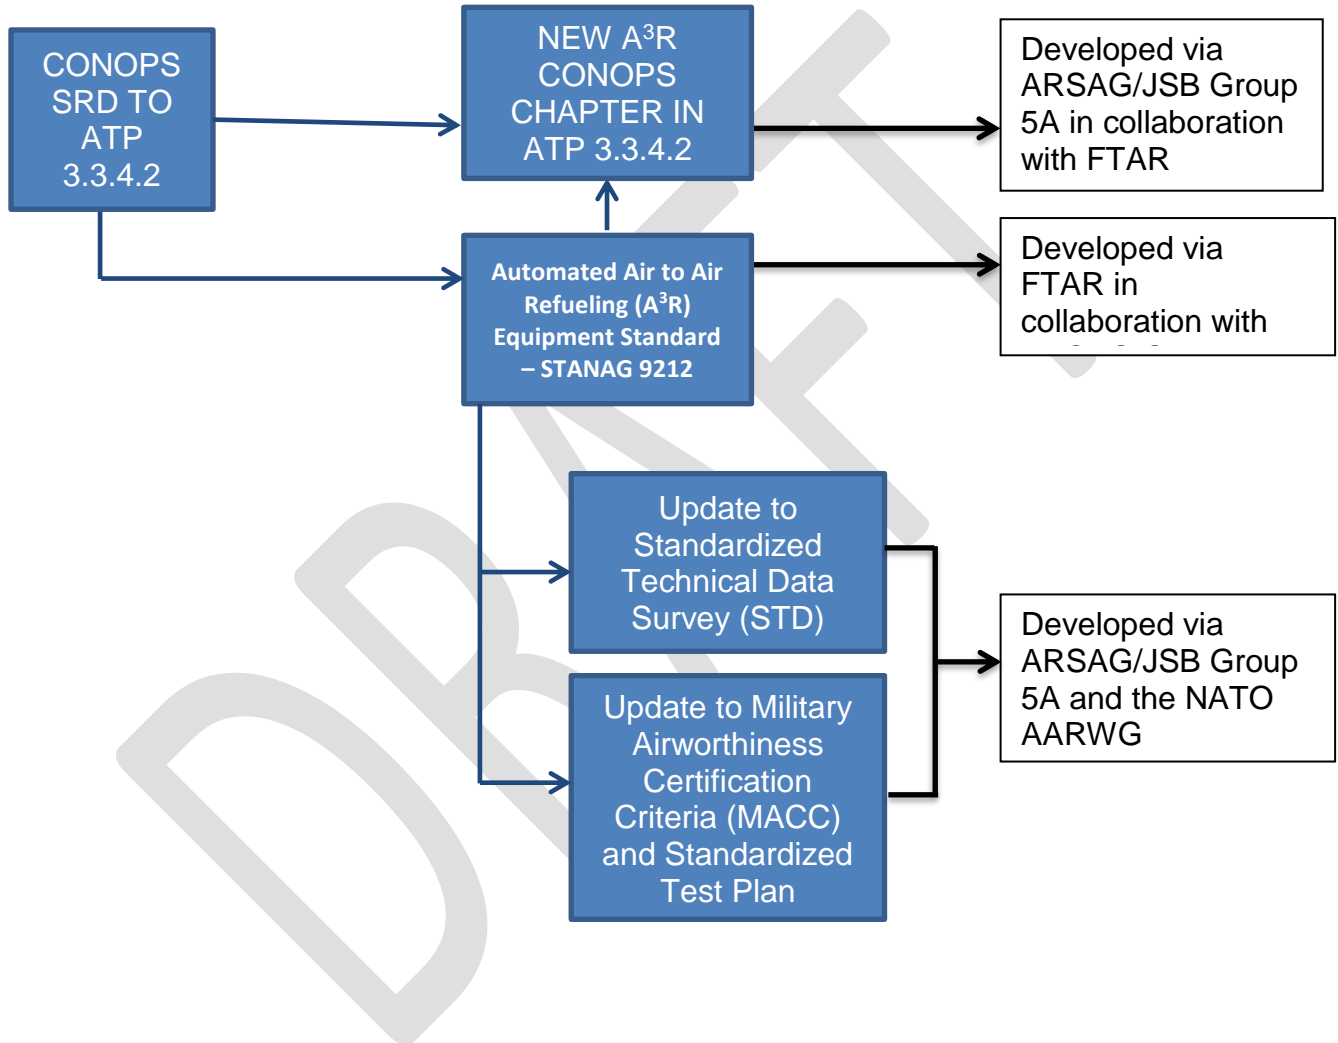 CONOPS
SRD TO
ATP
3.3.4.2
NEW A³R
CONOPS
CHAPTER IN
ATP 3.3.4.2
Developed via
ARSAG/JSB Group
5A in collaboration
with FTAR
Automated Air to Air
Refueling (A³R)
Equipment Standard
– STANAG 9212
Developed via
FTAR in
collaboration with
Update to
Standardized
Technical Data
Survey (STD)
Update to Military
Airworthiness
Certification
Criteria (MACC)
and Standardized
Test Plan
Developed via
ARSAG/JSB Group
5A and the NATO
AARWG
DRAFT